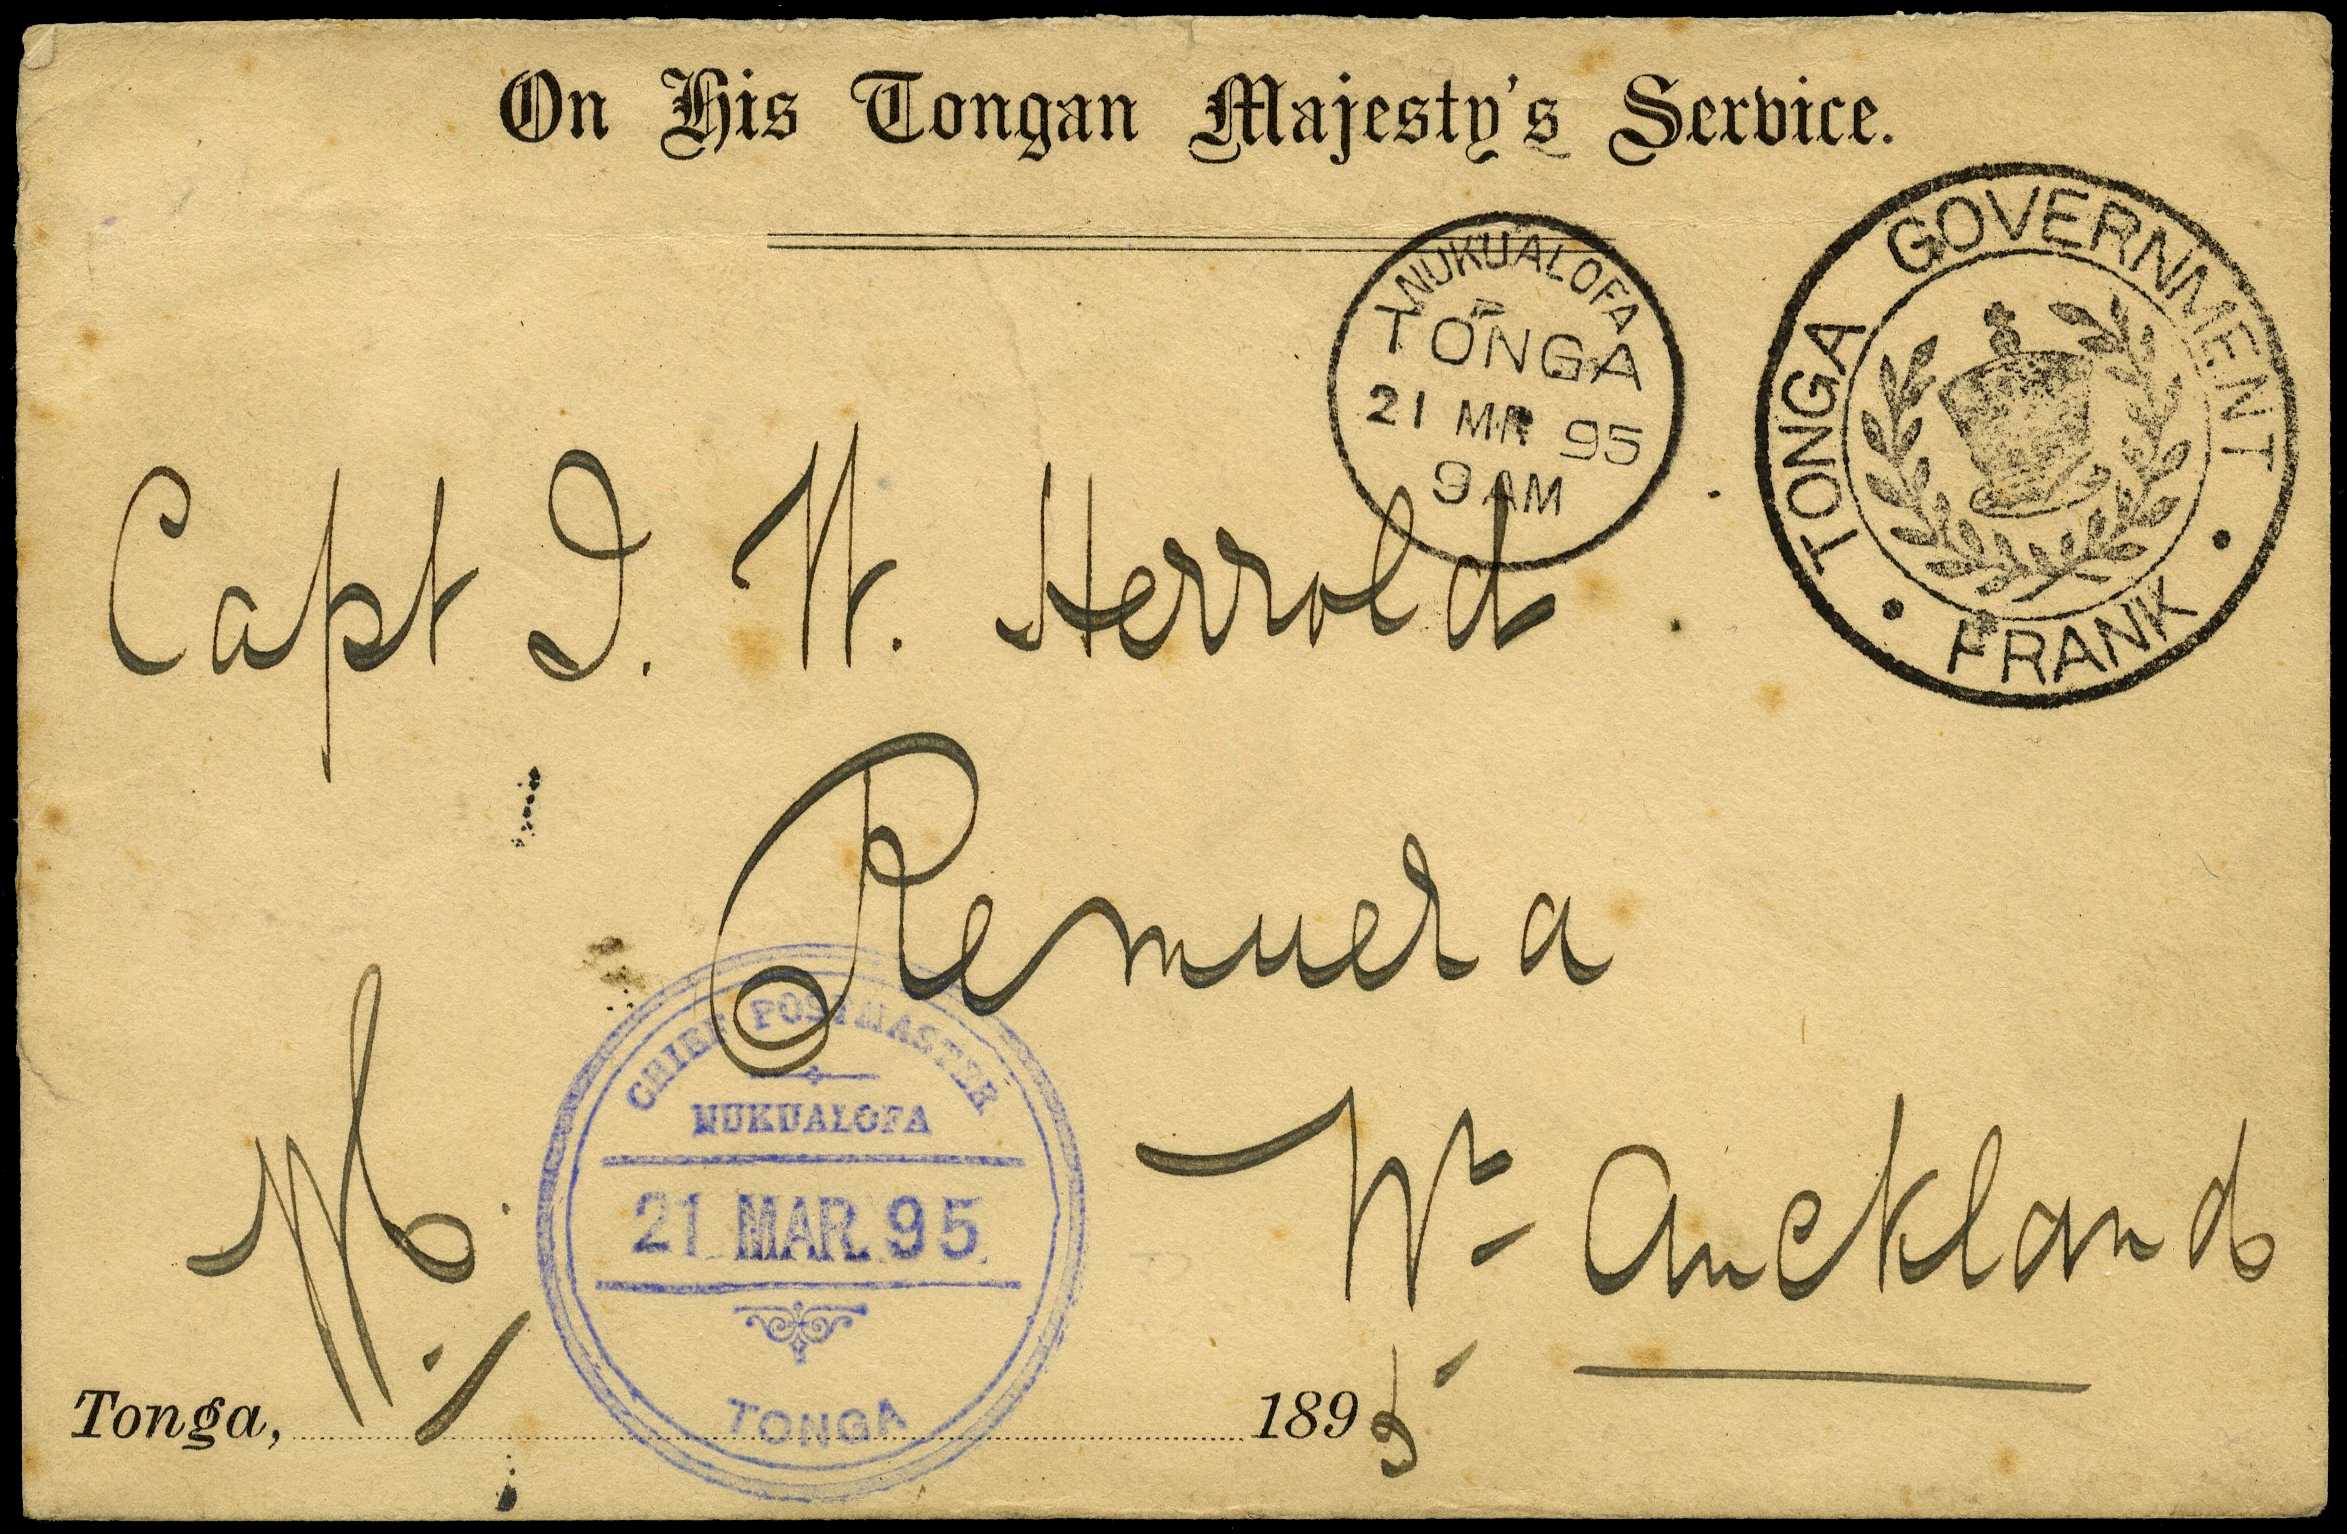 On His Tongan Majesty's Service.
TONGA GOVERNMENT
• FRANK •
NUKUALOFA
TONGA
21 MR 95
9 AM
Capt D. W. Herrold
Remuera
Nr Auckland
CHIEF POSTMASTER
NUKUALOFA
21 MAR. 95
TONGA
Tonga, 1895